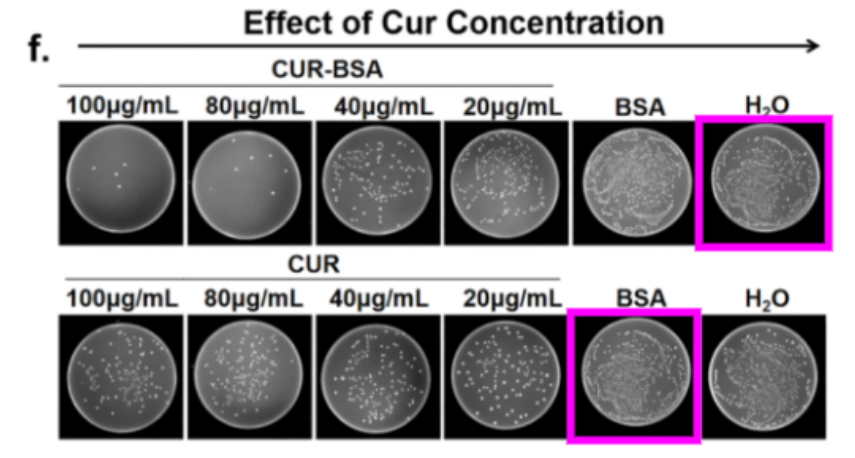 Effect of Cur Concentration
f.
CUR-BSA
100µg/mL 80µg/mL 40µg/mL 20µg/mL BSA H₂O
CUR
100µg/mL 80µg/mL 40µg/mL 20µg/mL BSA H₂O